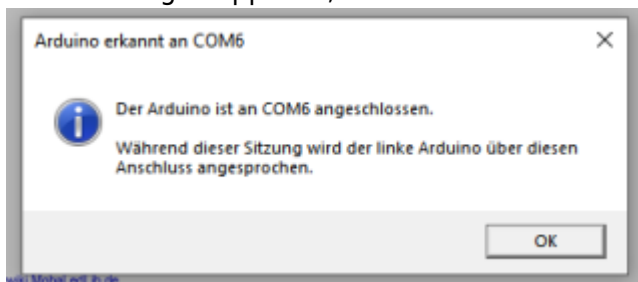 Arduino erkannt an COM6
Der Arduino ist an COM6 angeschlossen.
Während dieser Sitzung wird der linke Arduino über diesen
Anschluss angesprochen.
OK